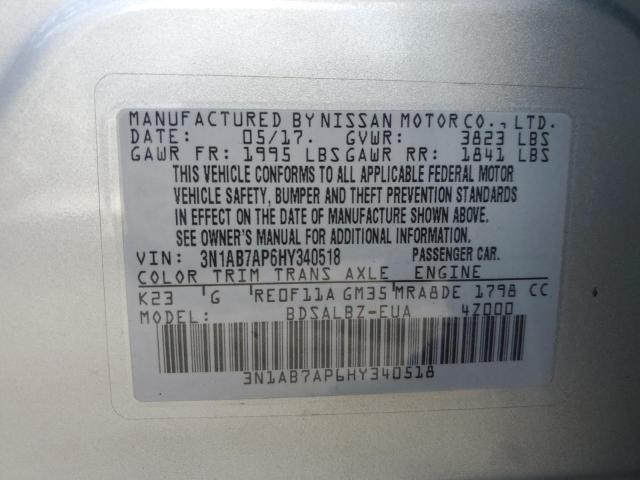 MANUFACTURED BY NISSAN MOTOR CO., LTD.
DATE: 05/17. GVWR: 3823 LBS
GAWR FR: 1995 LBS GAWR RR: 1841 LBS
THIS VEHICLE CONFORMS TO ALL APPLICABLE FEDERAL MOTOR
VEHICLE SAFETY, BUMPER AND THEFT PREVENTION STANDARDS
IN EFFECT ON THE DATE OF MANUFACTURE SHOWN ABOVE.
SEE OWNER'S MANUAL FOR ADDITIONAL INFORMATION.
VIN: 3N1AB7AP6HY340518 PASSENGER CAR.
COLOR TRIM TRANS AXLE ENGINE
K23 G RE0F11A GM35 MRA8DE 1798 CC
MODEL: BDSALBZ-EUA 4Z000
3N1AB7AP6HY340518